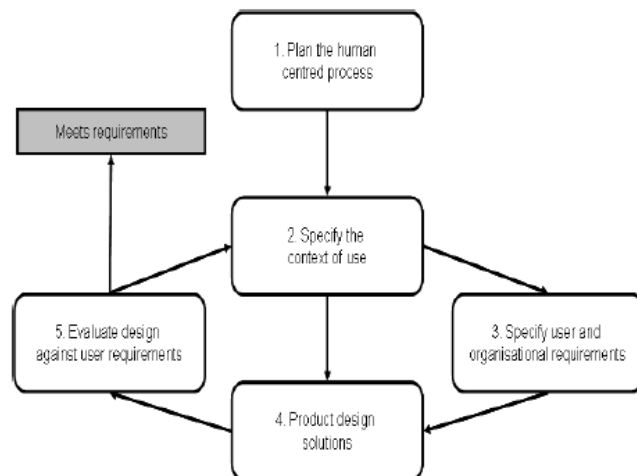 1. Plan the human
centred process
Meets requirements
2. Specify the
context of use
5. Evaluate design
against user requirements
3. Specify user and
organisational requirements
4. Product design
solutions